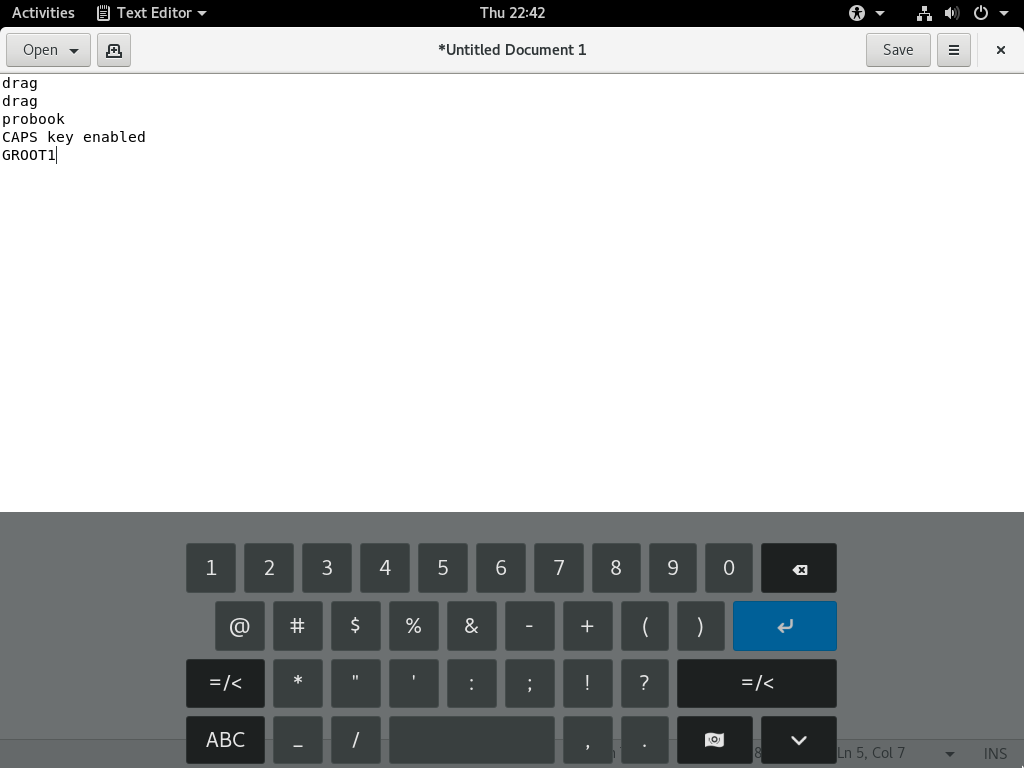 Activities Text Editor Thu 22:42
Open *Untitled Document 1 Save
drag
drag
probook
CAPS key enabled
GROOT1
1 2 3 4 5 6 7 8 9 0
@ # $ % & - + ( )
=/< * " ' : ; ! ? =/<
ABC _ / , .
Ln 5, Col 7 INS